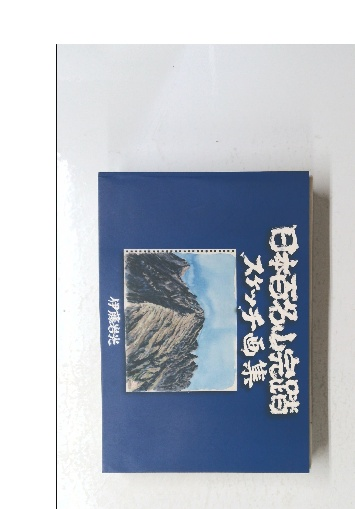 日本百名山完踏
スケッチ画集
伊藤